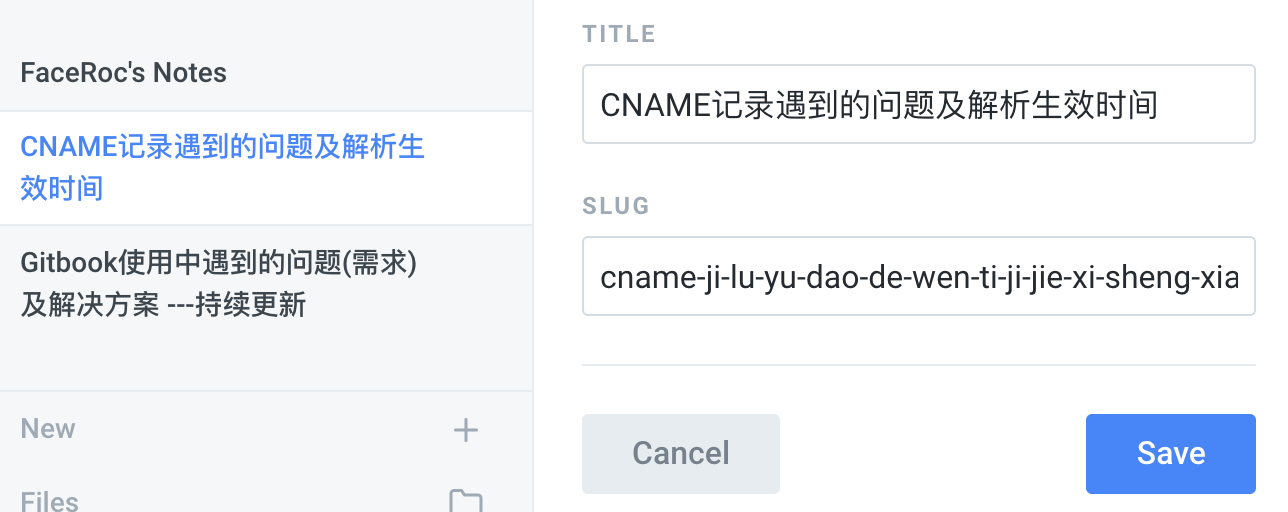 FaceRoc's Notes
CNAME记录遇到的问题及解析生
效时间
Gitbook使用中遇到的问题(需求)
及解决方案 ---持续更新
New
Files
TITLE
CNAME记录遇到的问题及解析生效时间
SLUG
cname-ji-lu-yu-dao-de-wen-ti-ji-jie-xi-sheng-xia
Cancel
Save